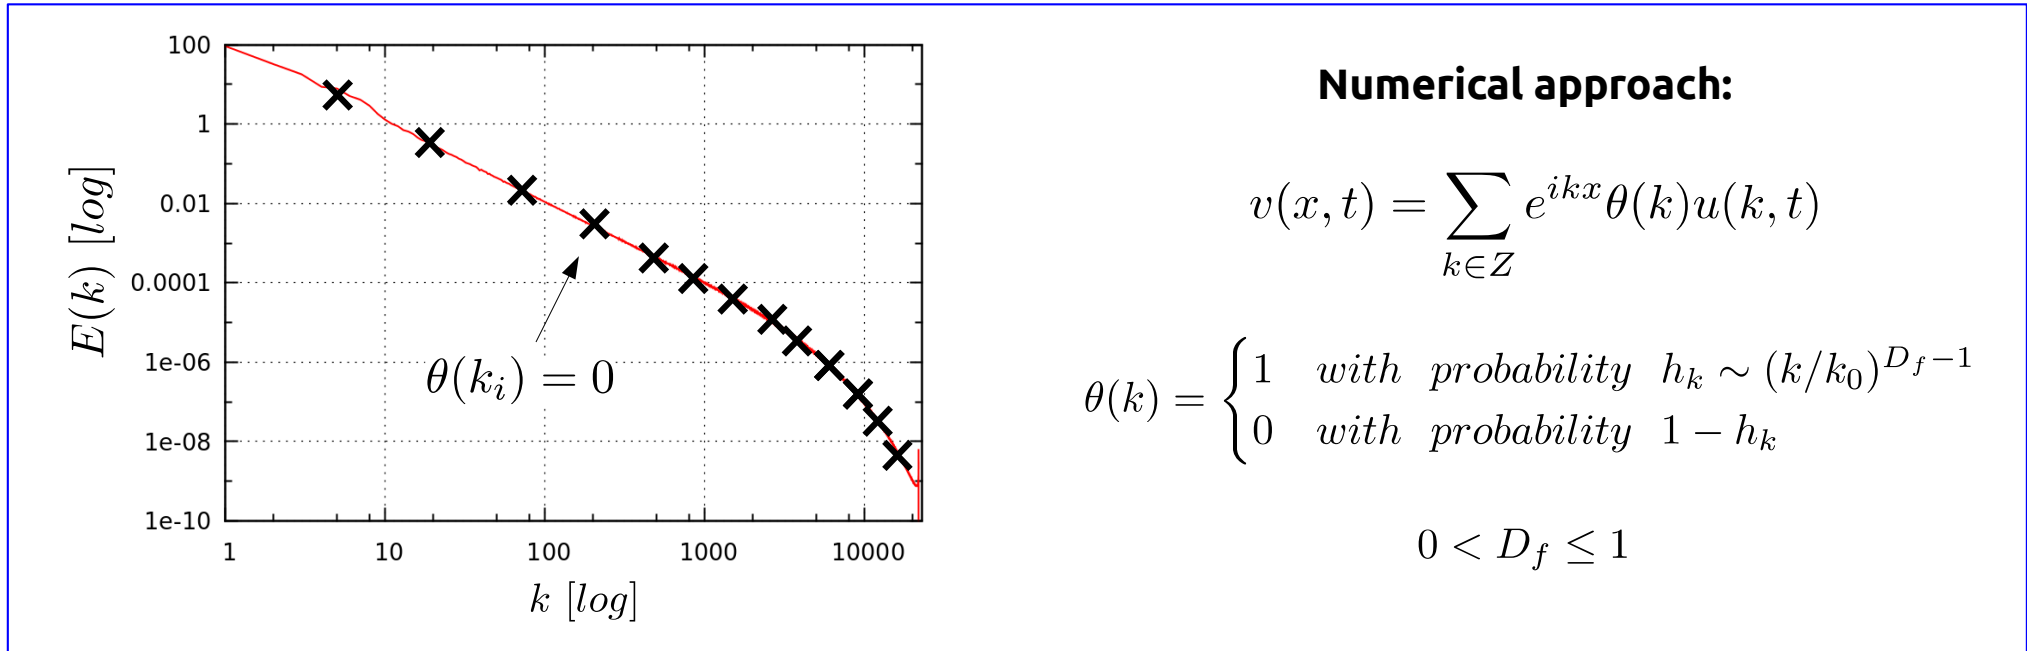 100
1
0.01
0.0001
1e-06
1e-08
1e-10
E(k) [log]
θ(k_i) = 0
1 10 100 1000 10000
k [log]
Numerical approach:
v(x, t) = ∑_{k∈Z} e^{ikx}θ(k)u(k, t)
θ(k) = {
1 with probability h_k ∼ (k/k_0)^{D_f−1}
0 with probability 1 − h_k
0 < D_f ≤ 1